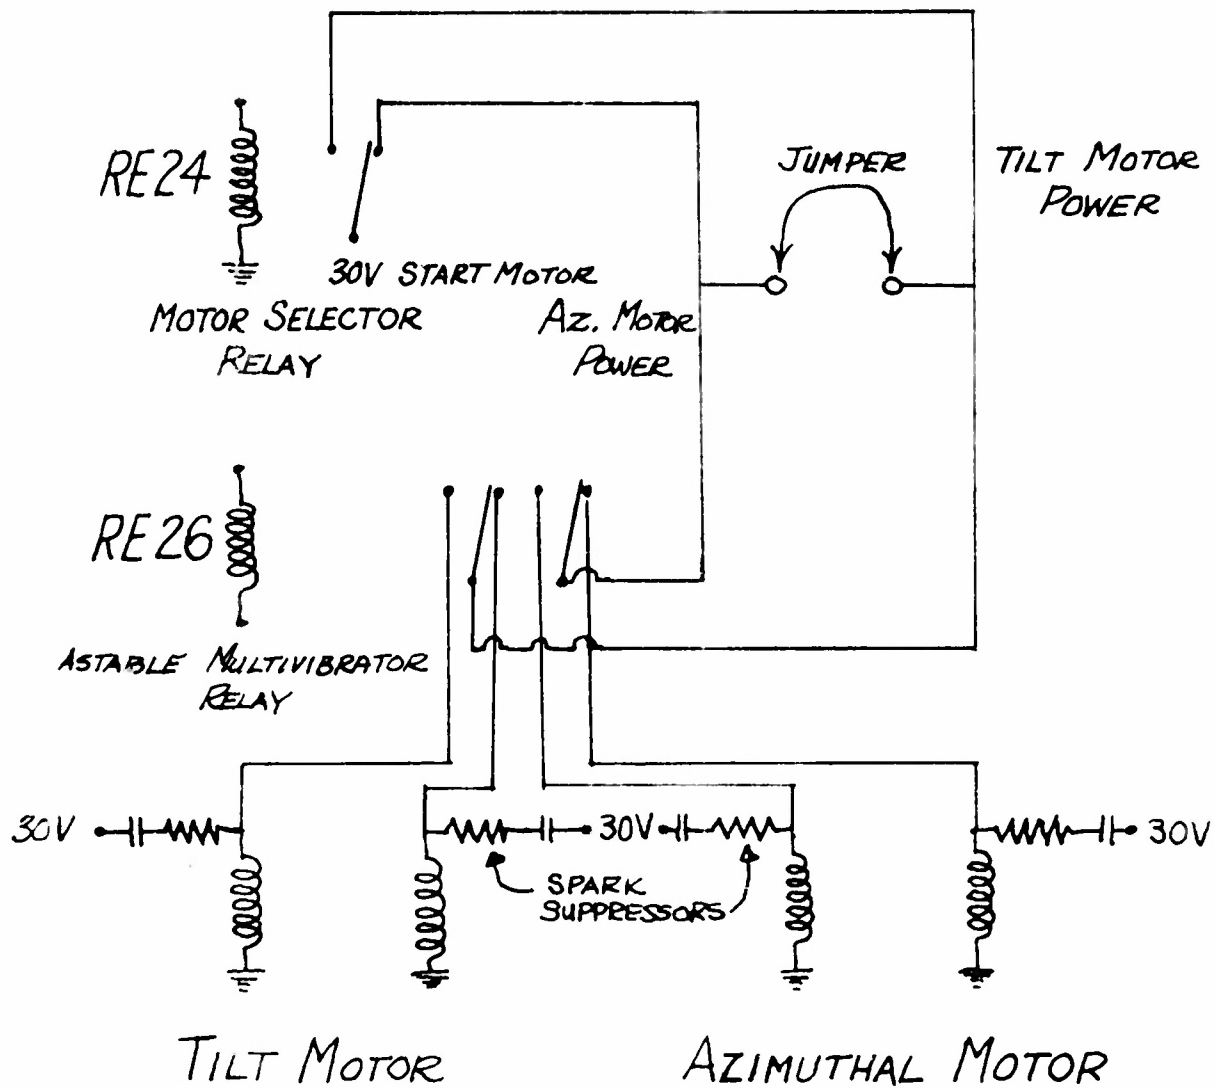 JUMPER
TILT MOTOR
POWER
RE24
30V START MOTOR
MOTOR SELECTOR
RELAY
AZ. MOTOR
POWER
RE26
ASTABLE MULTIVIBRATOR
RELAY
30V
30V
30V
SPARK
SUPPRESSORS
TILT MOTOR
AZIMUTHAL MOTOR